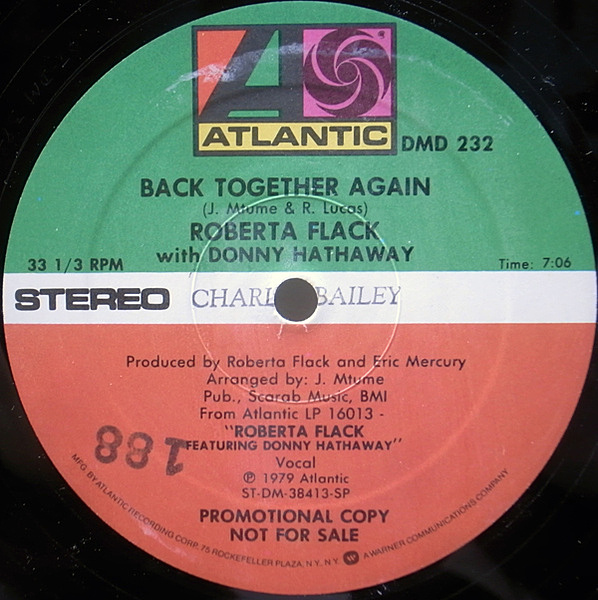 ATLANTIC
DMD 232
BACK TOGETHER AGAIN
(J. Mtume & R. Lucas)
ROBERTA FLACK
with DONNY HATHAWAY
33 1/3 RPM
Time: 7:06
STEREO
BAILEY
Produced by Roberta Flack and Eric Mercury
Arranged by: J. Mtume
Pub., Scarab Music, BMI
From Atlantic LP 16013 -
"ROBERTA FLACK
FEATURING DONNY HATHAWAY"
188
Vocal
℗ 1979 Atlantic
ST-DM-38413-SP
PROMOTIONAL COPY
NOT FOR SALE
MFG. BY ATLANTIC RECORDING CORP., 75 ROCKEFELLER PLAZA, N.Y., N.Y. A WARNER COMMUNICATIONS COMPANY